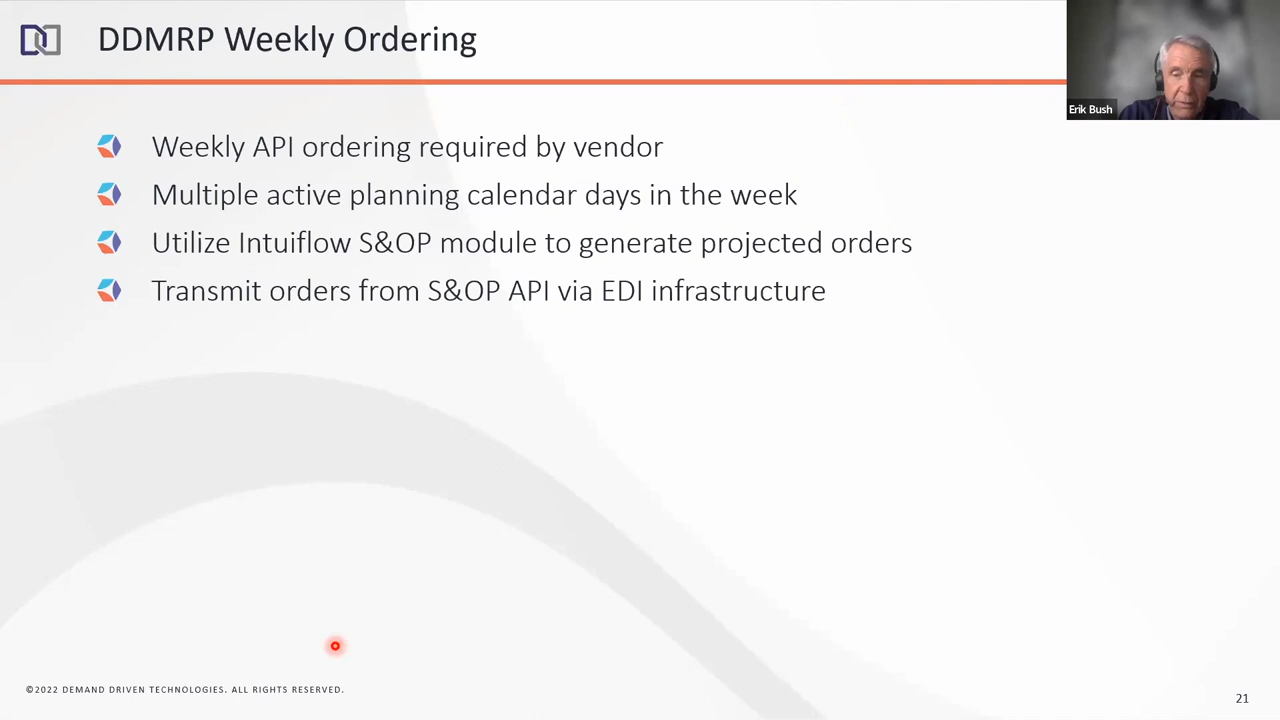 DDMRP Weekly Ordering
Erik Bush
Weekly API ordering required by vendor
Multiple active planning calendar days in the week
Utilize Intuiflow S&OP module to generate projected orders
Transmit orders from S&OP API via EDI infrastructure
©2022 DEMAND DRIVEN TECHNOLOGIES. ALL RIGHTS RESERVED.
21